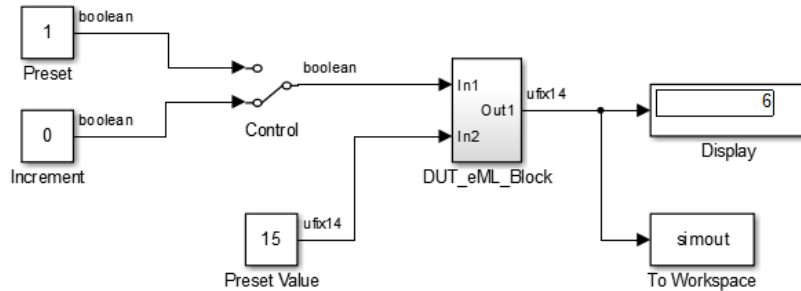 boolean
1
Preset
boolean
0
Increment
boolean
Control
15
ufix14
Preset Value
In1
In2
Out1
DUT_eML_Block
ufix14
6
Display
simout
To Workspace